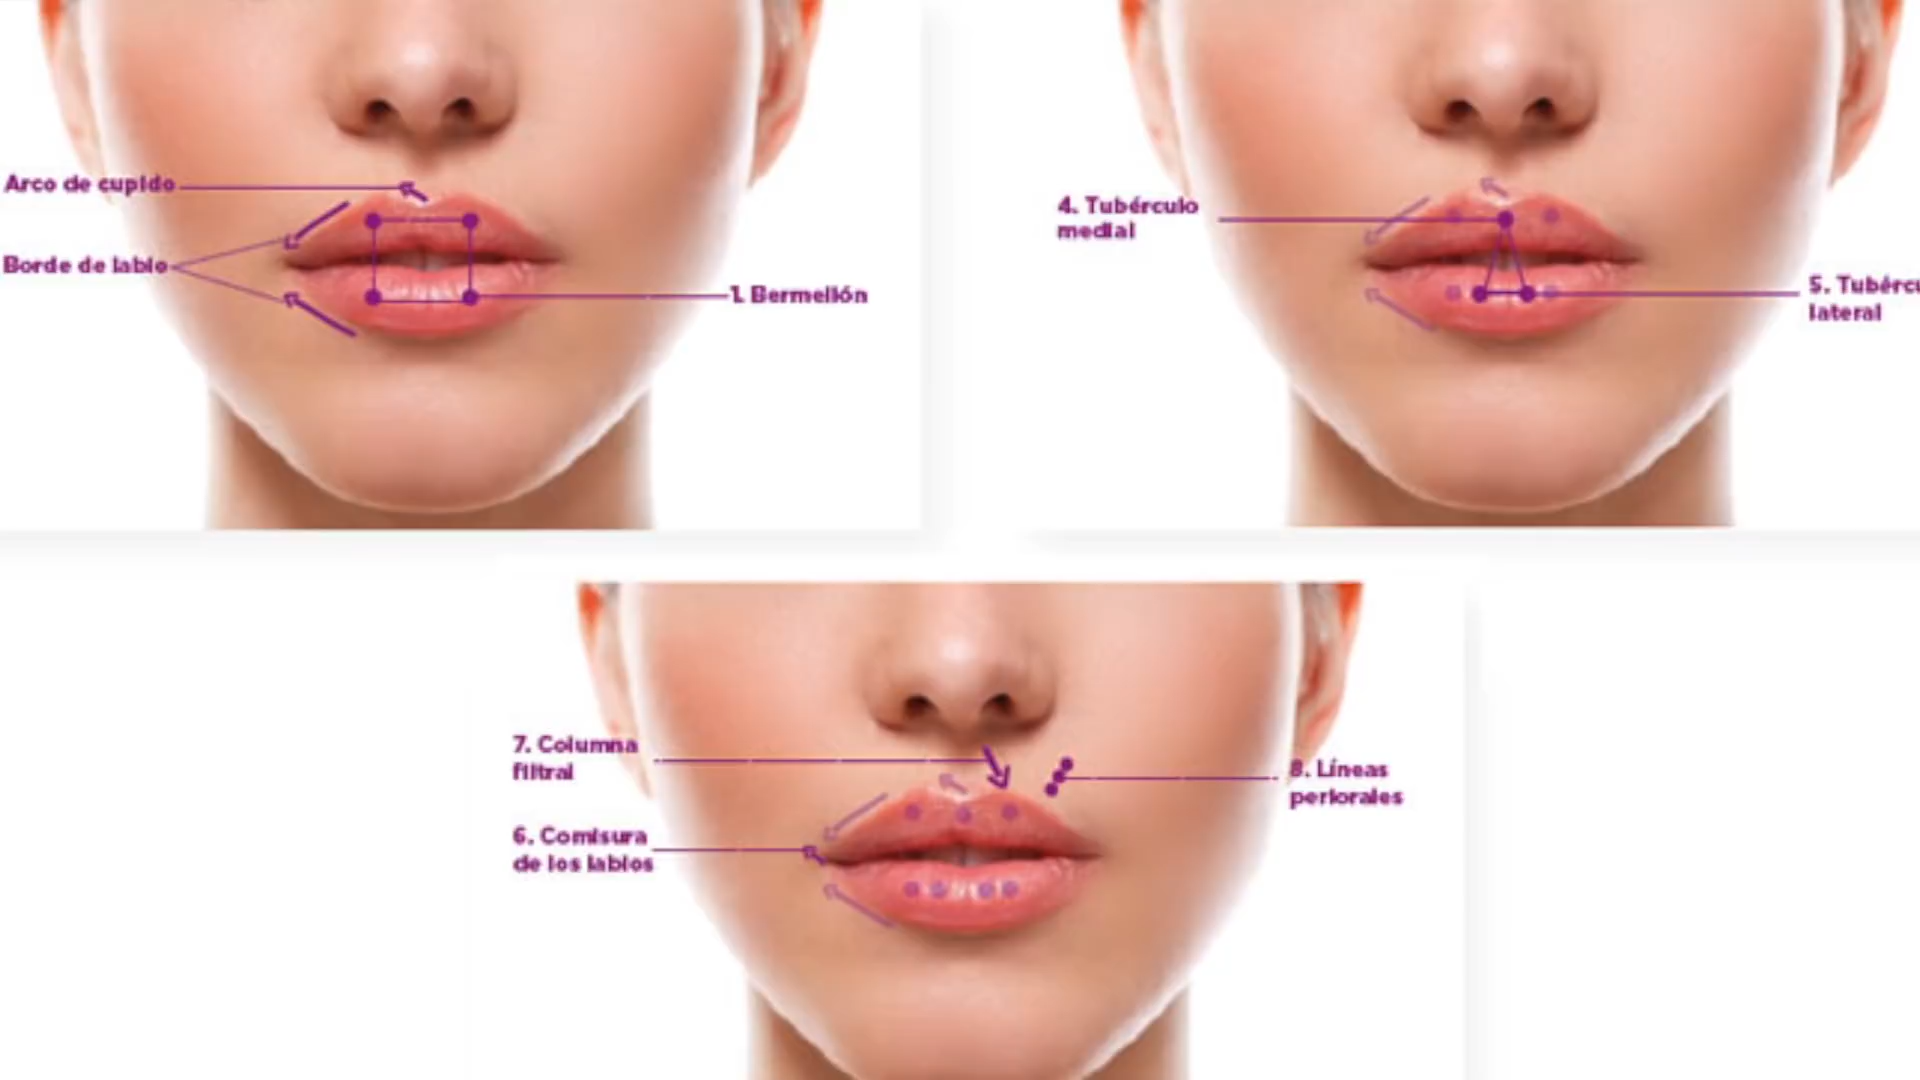 Arco de cupido
Borde de labio
1. Bermellón
4. Tubérculo
medial
5. Tubércu
lateral
7. Columna
filtral
8. Líneas
periorales
6. Comisura
de los labios